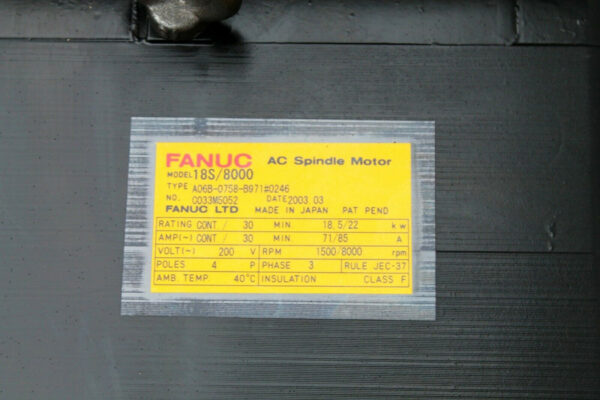 FANUC AC Spindle Motor
MODEL 18S/8000
TYPE A06B-0758-B971#0246
NO. C033M5052 DATE 2003.03
FANUC LTD MADE IN JAPAN PAT PEND
RATING CONT / 30 MIN 18.5/22 kw
AMP(~) CONT / 30 MIN 71/85 A
VOLT(~) 200 V RPM 1500/8000 rpm
POLES 4 P PHASE 3 RULE JEC-37
AMB.TEMP. 40°C INSULATION CLASS F